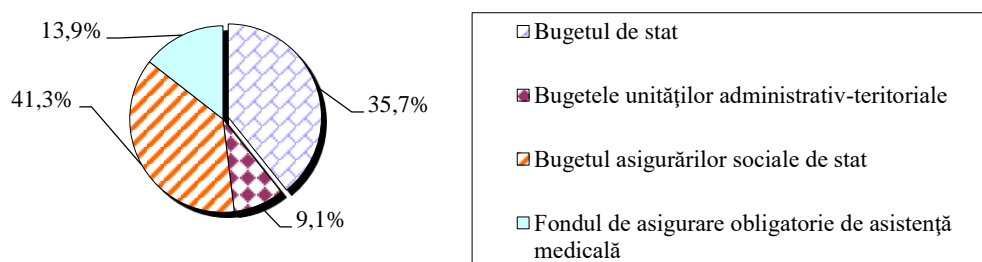 13,9%
41,3%
35,7%
9,1%
Bugetul de stat
Bugetele unităţilor administrativ-teritoriale
Bugetul asigurărilor sociale de stat
Fondul de asigurare obligatorie de asistenţă
medicală